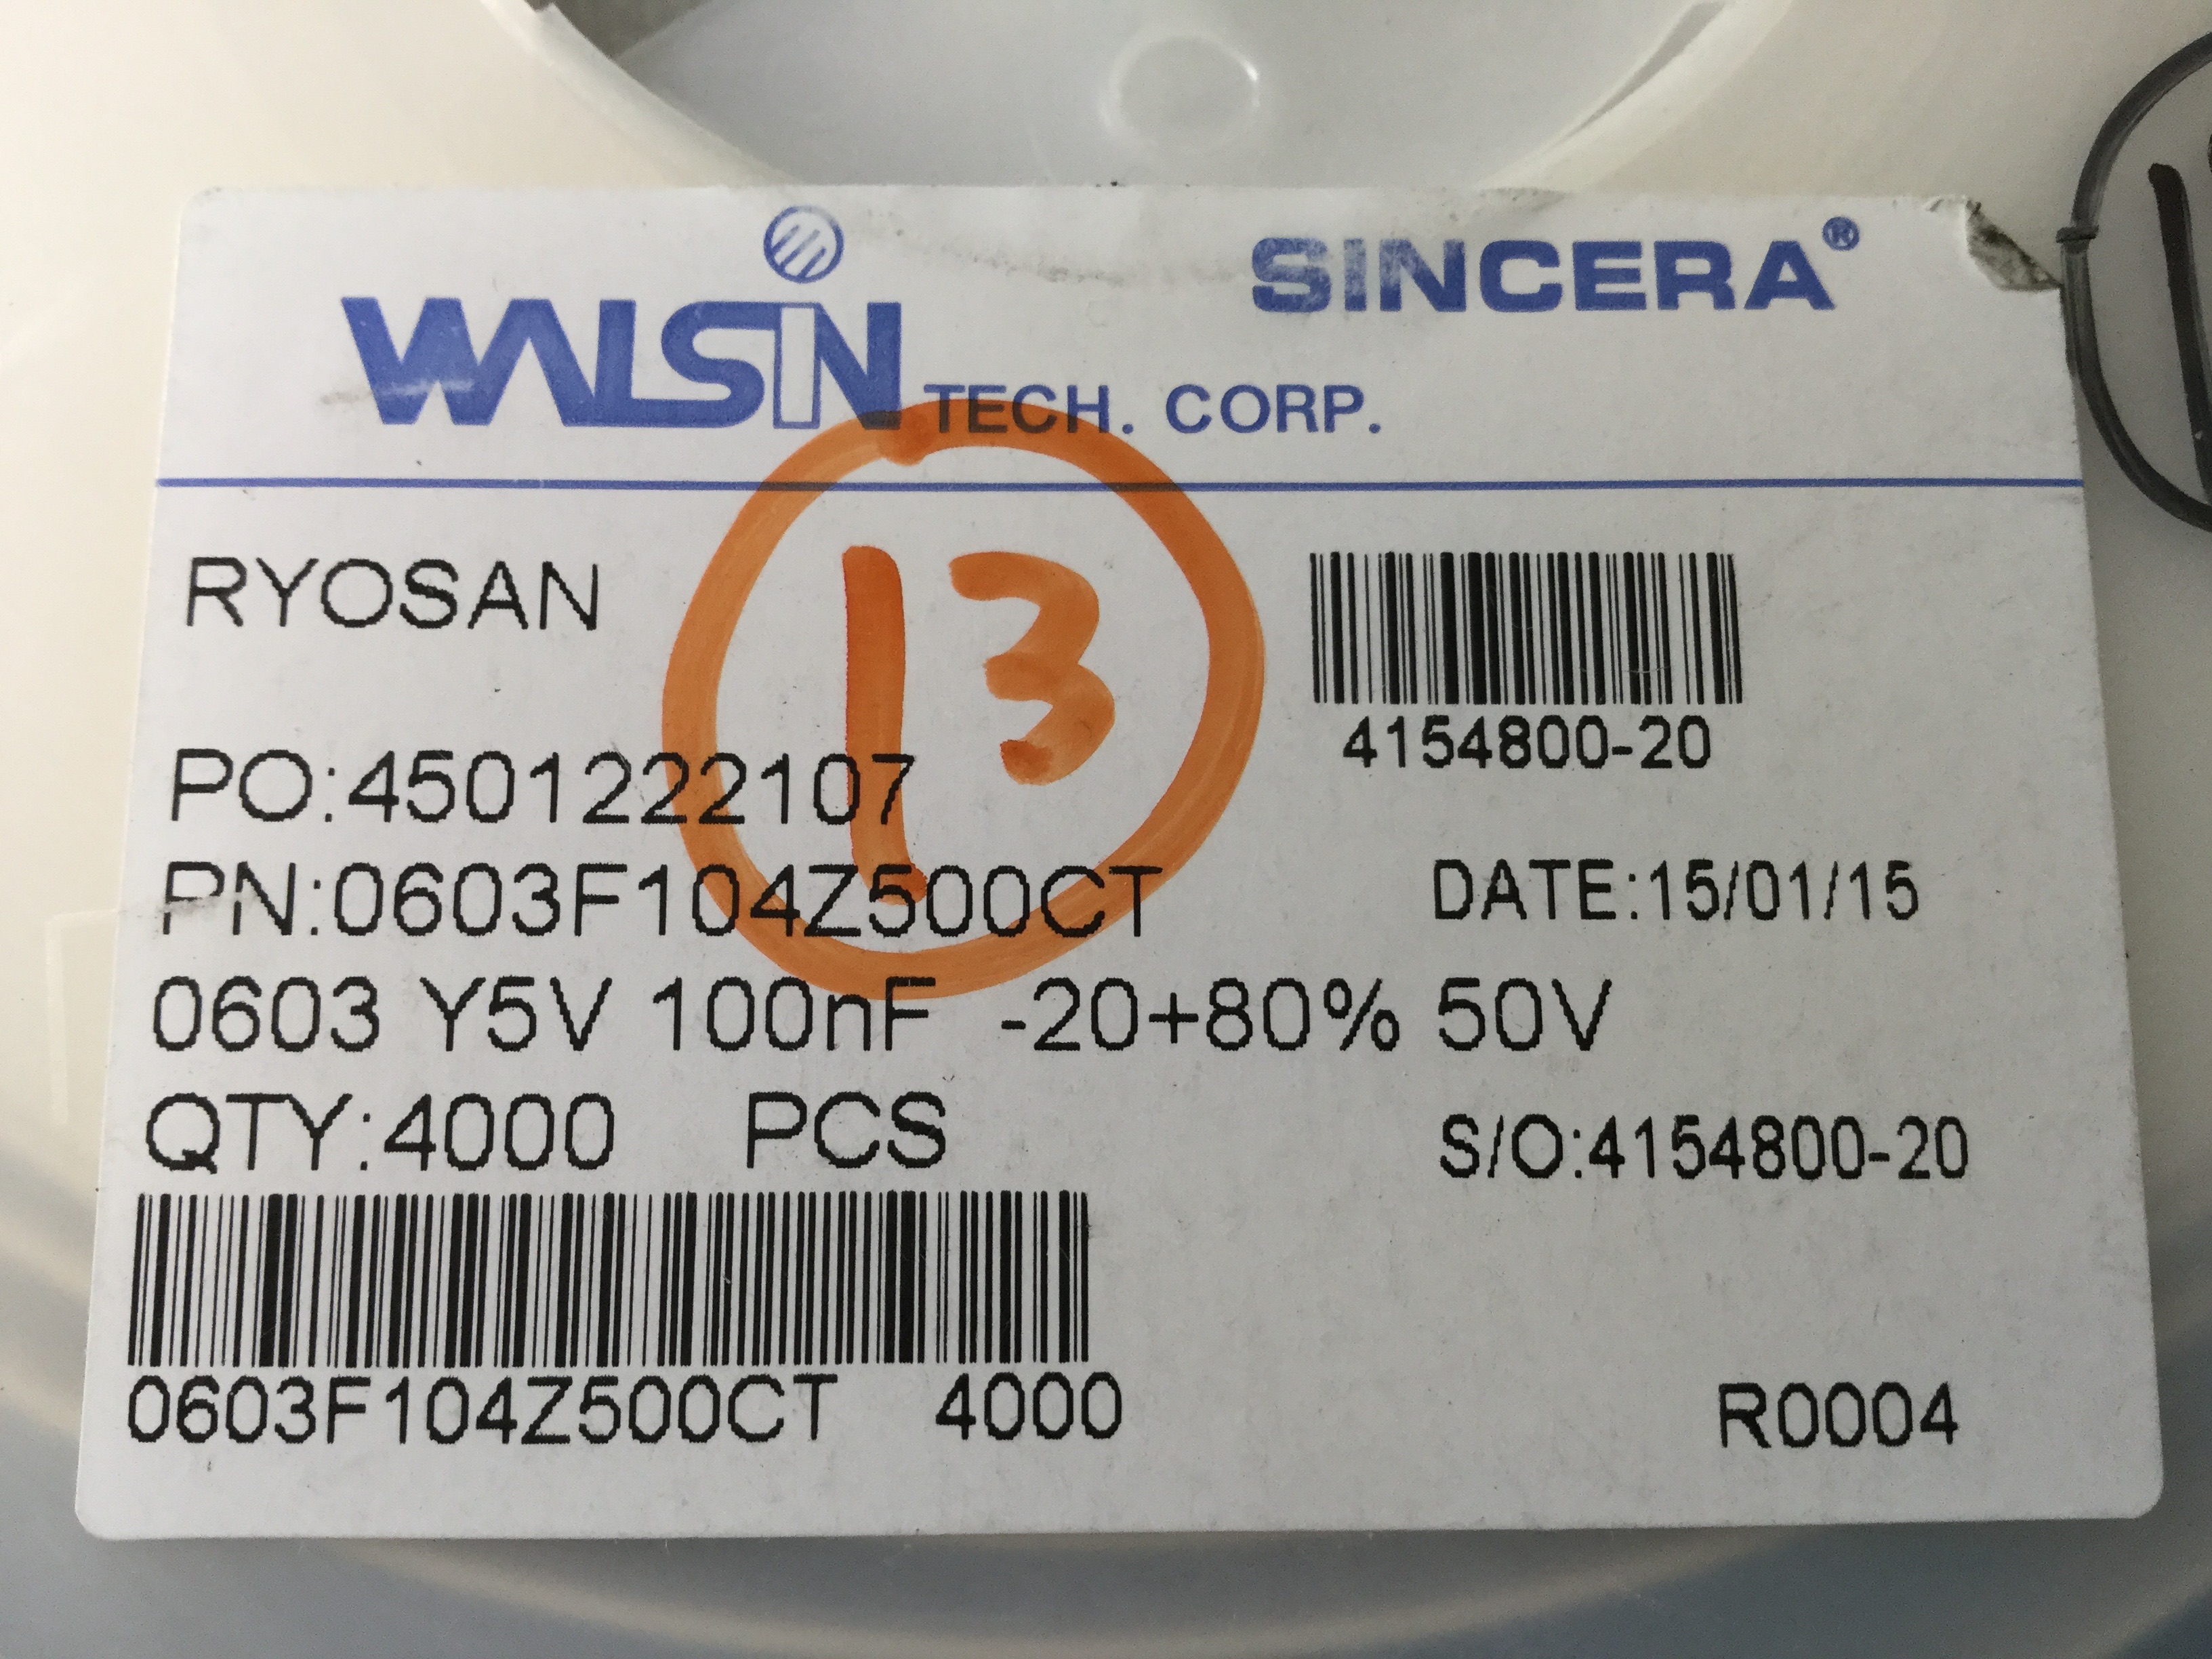 WALSIN TECH. CORP.
SINCERA®
RYOSAN
13
4154800-20
PO:4501222107
PN:0603F104Z500CT
DATE:15/01/15
0603 Y5V 100nF -20+80% 50V
QTY:4000 PCS
S/O:4154800-20
0603F104Z500CT 4000
R0004